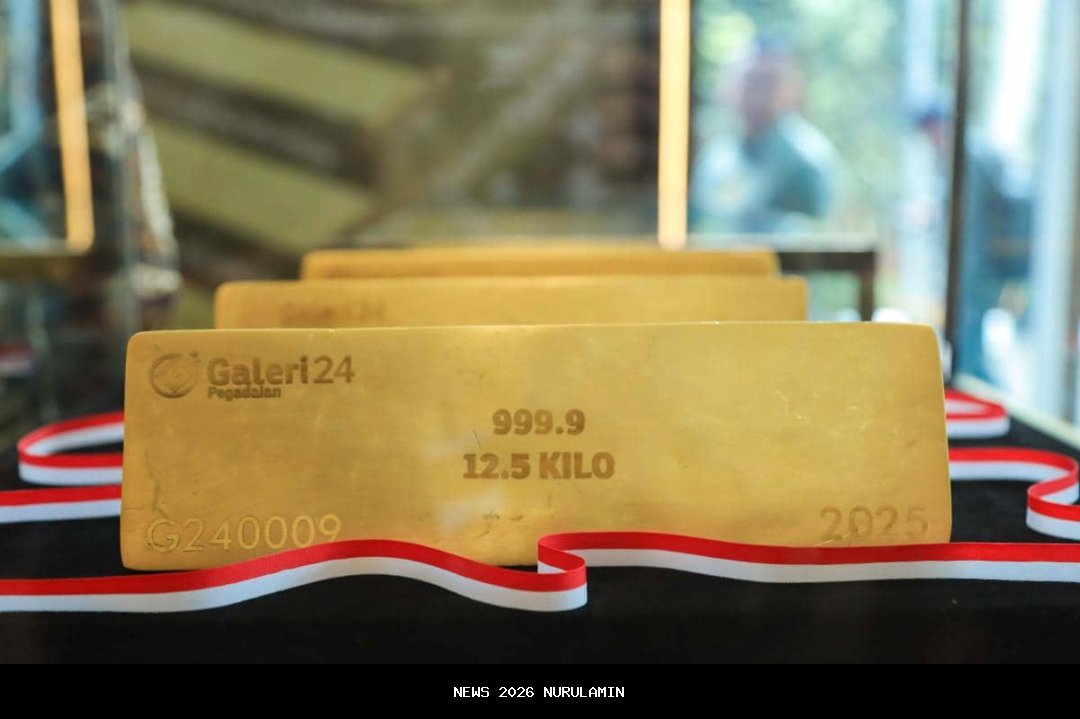 Galeri24
Pegadaian
999.9
12.5 KILO
G240009
2025
NEWS 2026 NURULAMIN